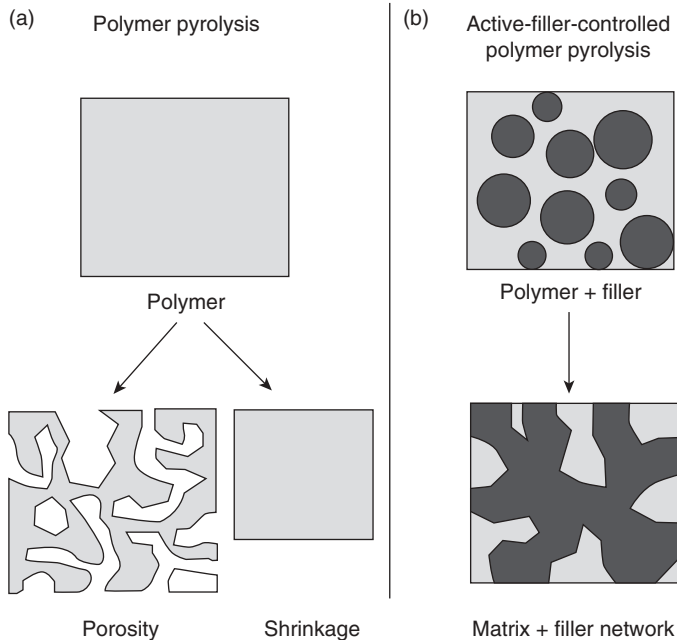 (a)
Polymer pyrolysis
Polymer
Porosity
Shrinkage
(b)
Active-filler-controlled
polymer pyrolysis
Polymer + filler
Matrix + filler network